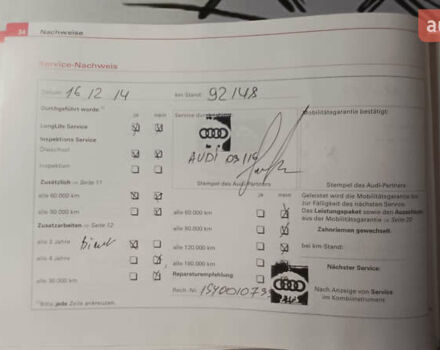 34 Nachweise
Service-Nachweis
Datum: 16 12 14 km-Stand: 92148
Durchgeführt wurde:
ja nein
Service durch Mobilitätsgarantie bestätigt:
LongLife Service
Inspektions Service
Ölwechsel
AUDI 09/16
Inspektion
Stempel des Audi-Partners Stempel des Audi-Partners
Zusätzlich ⇒ Seite 11
ja nein
Geleistet wird die Mobilitätsgarantie bis
zur Fälligkeit des nächsten Service
Das Leistungspaket sowie den Ausschluss
aus der Mobilitätsgarantie ⇒ Seite 20
alle 60.000 km
alle 90.000 km alle 60.000 km
Zusatzarbeiten ⇒ Seite 12
alle 90.000 km Zahnriemen gewechselt
alle 2 Jahre alle 120.000 km bei km-Stand:
alle 4 Jahre alle 180.000 km
Nächster Service:
alle 30.000 km Reparaturempfehlung
Rech.-Nr.
Nach Anzeige von Service
im Kombiinstrument
Bitte jede Zeile ankreuzen.
au